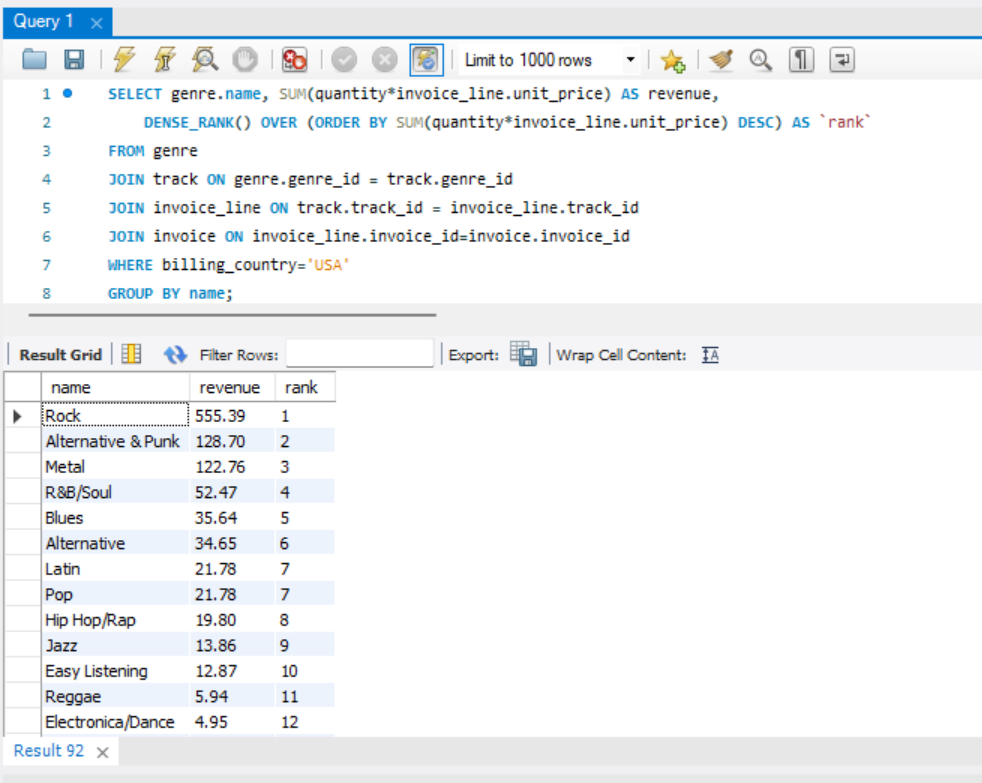 Query 1
Limit to 1000 rows
1 SELECT genre.name, SUM(quantity*invoice_line.unit_price) AS revenue,
2 DENSE_RANK() OVER (ORDER BY SUM(quantity*invoice_line.unit_price) DESC) AS `rank`
3 FROM genre
4 JOIN track ON genre.genre_id = track.genre_id
5 JOIN invoice_line ON track.track_id = invoice_line.track_id
6 JOIN invoice ON invoice_line.invoice_id=invoice.invoice_id
7 WHERE billing_country='USA'
8 GROUP BY name;
Result Grid Filter Rows: Export: Wrap Cell Content:
name revenue rank
Rock 555.39 1
Alternative & Punk 128.70 2
Metal 122.76 3
R&B/Soul 52.47 4
Blues 35.64 5
Alternative 34.65 6
Latin 21.78 7
Pop 21.78 7
Hip Hop/Rap 19.80 8
Jazz 13.86 9
Easy Listening 12.87 10
Reggae 5.94 11
Electronica/Dance 4.95 12
Result 92